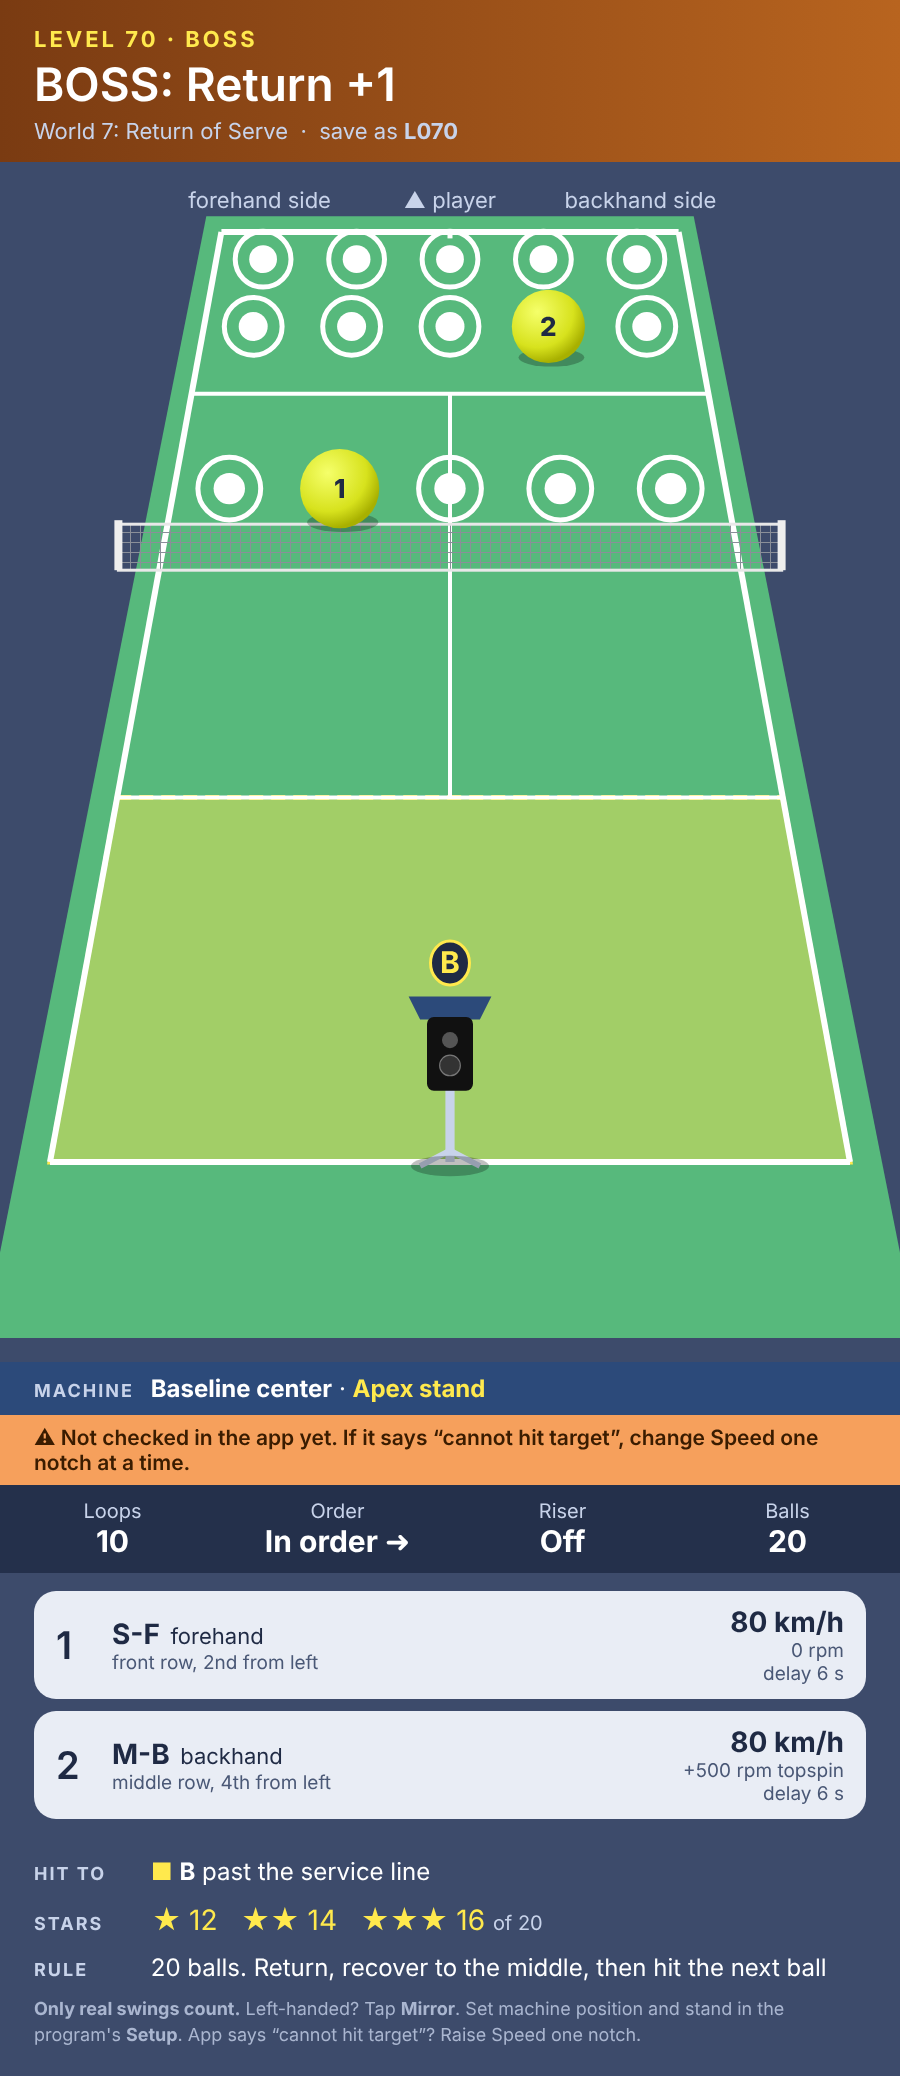 LEVEL 70 · BOSS
BOSS: Return +1
World 7: Return of Serve · save as L070
forehand side ▲ player backhand side
2
1
B
MACHINE Baseline center · Apex stand
⚠ Not checked in the app yet. If it says “cannot hit target”, change Speed one
notch at a time.
Loops Order Riser Balls
10 In order ➜ Off 20
1 S-F forehand 80 km/h
front row, 2nd from left 0 rpm
delay 6 s
2 M-B backhand 80 km/h
middle row, 4th from left +500 rpm topspin
delay 6 s
HIT TO ■ B past the service line
STARS ★ 12 ★★ 14 ★★★ 16 of 20
RULE 20 balls. Return, recover to the middle, then hit the next ball
Only real swings count. Left-handed? Tap Mirror. Set machine position and stand in the
program's Setup. App says “cannot hit target”? Raise Speed one notch.